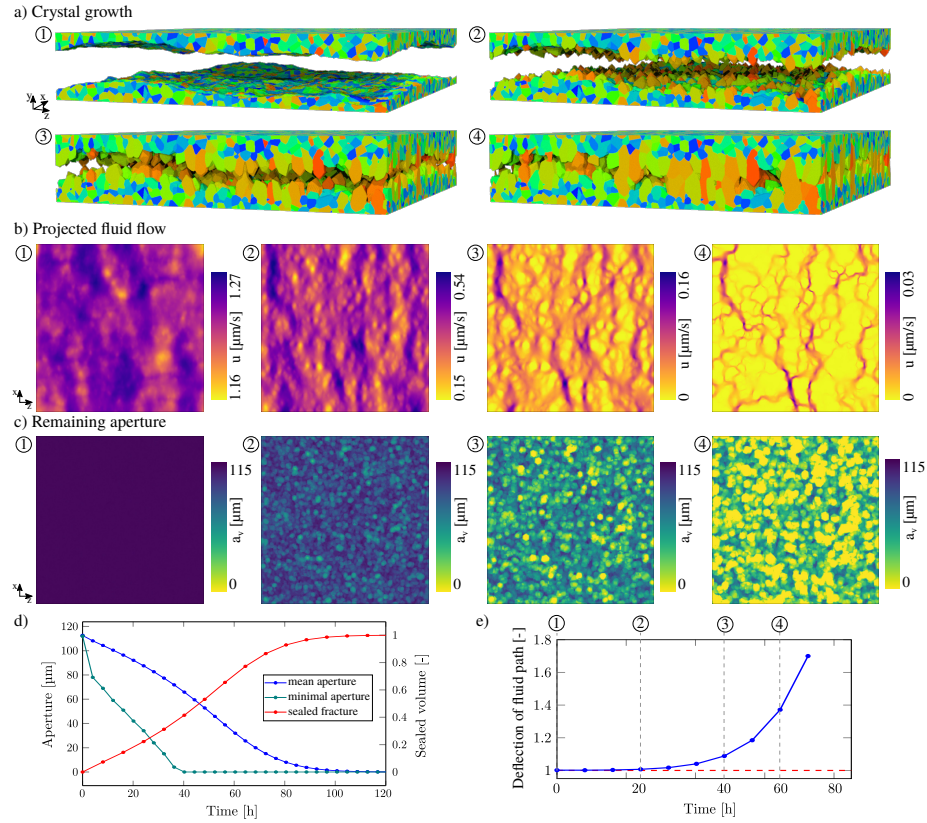 a) Crystal growth
1
2
y
x
z
3
4
b) Projected fluid flow
1
1.27
u [µm/s]
1.16
2
0.54
u [µm/s]
0.15
3
0.16
u [µm/s]
0
4
0.03
u [µm/s]
0
x
z
c) Remaining aperture
1
115
a_v [µm]
0
2
115
a_v [µm]
0
3
115
a_v [µm]
0
4
115
a_v [µm]
0
x
z
d)
Aperture [µm]
120
100
80
60
40
20
0
0 20 40 60 80 100 120
Time [h]
1
0.8
0.6
0.4
0.2
0
Sealed volume [-]
mean aperture
minimal aperture
sealed fracture
e)
1 2 3 4
Deflection of fluid path [-]
1.8
1.6
1.4
1.2
1
0 20 40 60 80
Time [h]